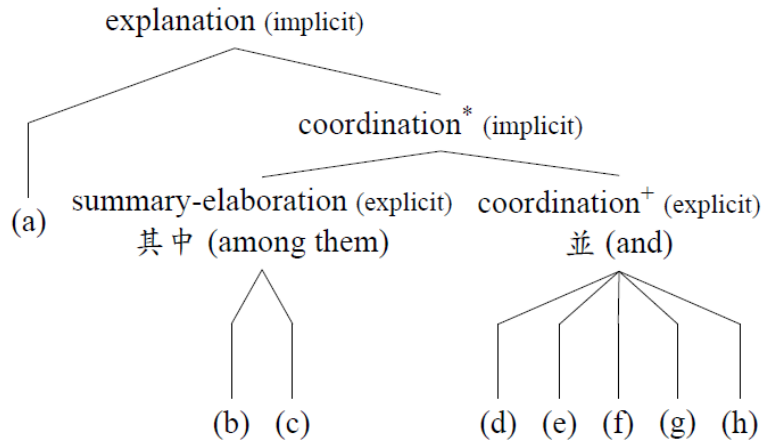 explanation (implicit)
coordination* (implicit)
summary-elaboration (explicit) coordination+ (explicit)
其中 (among them) 並 (and)
(a)
(b) (c) (d) (e) (f) (g) (h)